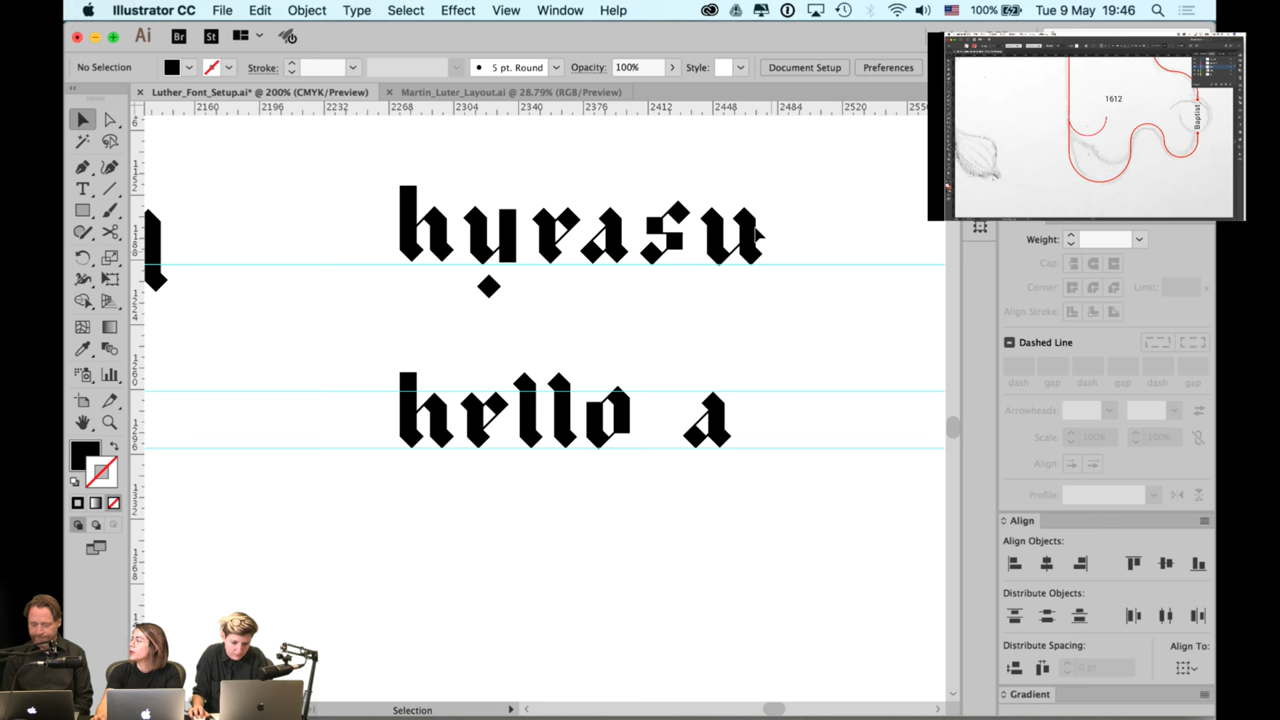 Illustrator CC File Edit Object Type Select Effect View Window Help 100% Tue 9 May 19:46
Ai Br St
No Selection Stroke: 5 pt. Round Opacity: 100% Style: Document Setup Preferences
× Luther_Font_Setup.ai* @ 200% (CMYK/Preview) × Martin_Luter_Layout.ai @ 28.79% (RGB/Preview)
2160 2196 2232 2268 2304 2340 2376 2412 2448 2484 2520
1612
Baptist
hyrasu
hello a
Weight:
Cap:
Corner: Limit: x
Align Stroke:
Dashed Line
dash gap dash gap dash gap
Arrowheads:
Scale: 100% 100%
Align:
Profile:
Align
Align Objects:
Distribute Objects:
Distribute Spacing: Align To:
0 pt
Gradient
Selection